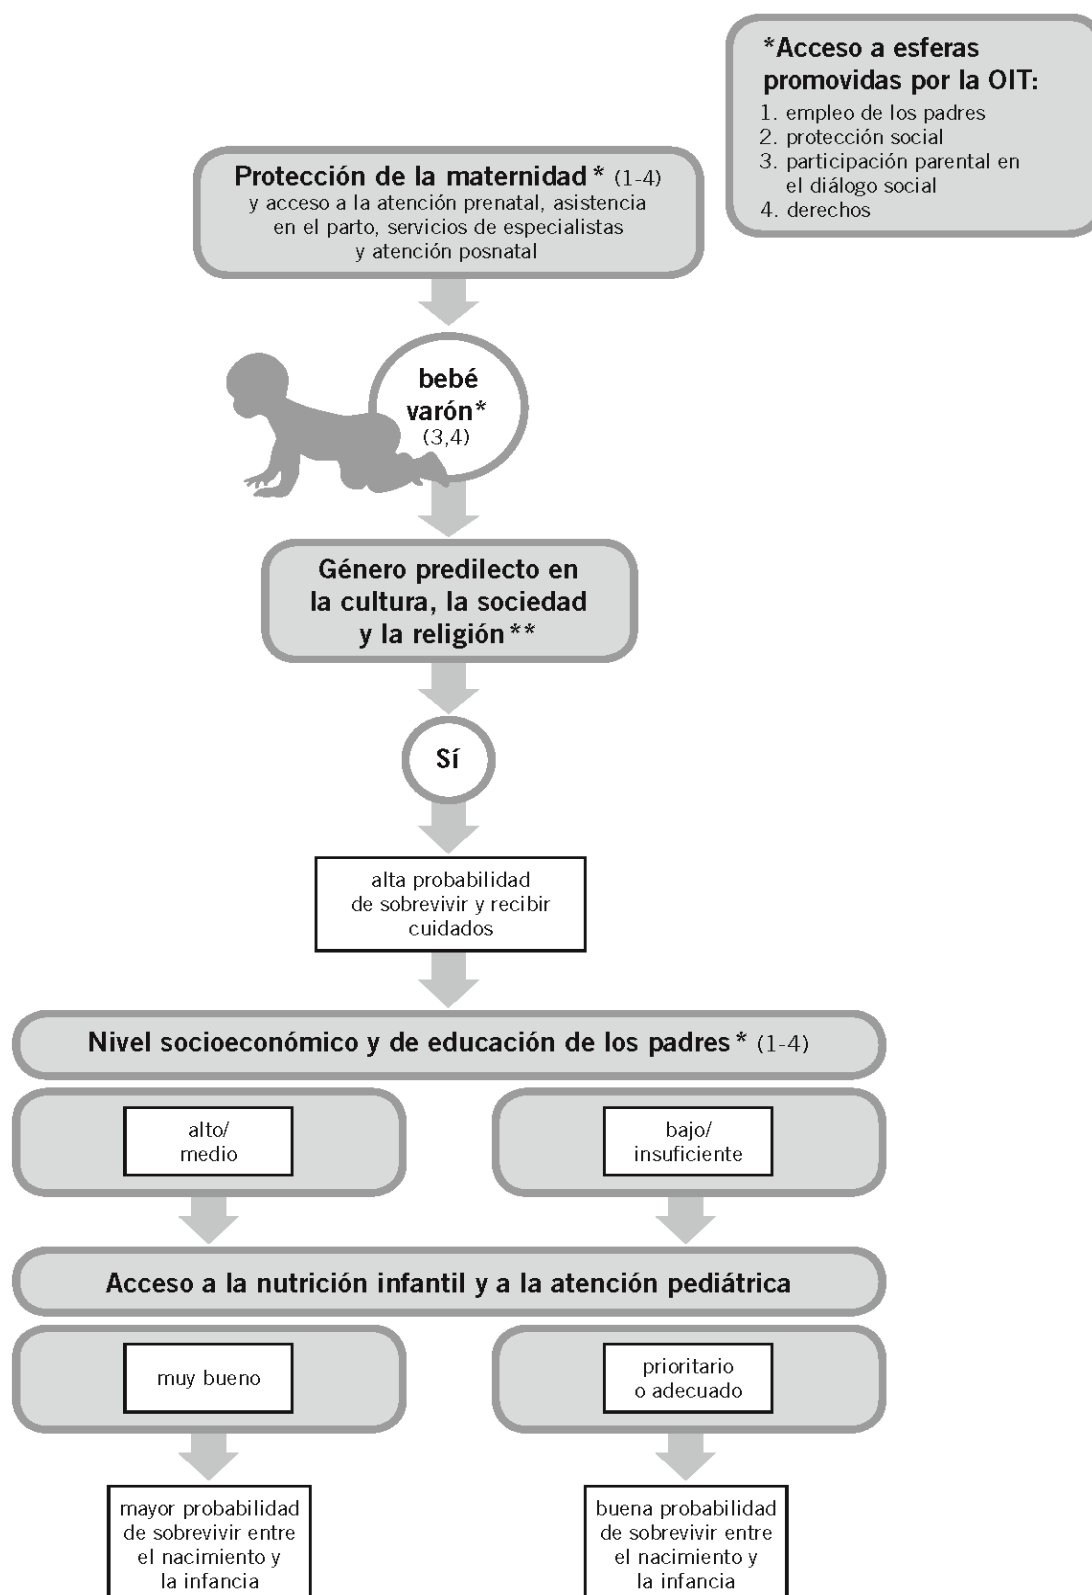 *Acceso a esferas
promovidas por la OIT:
1. empleo de los padres
2. protección social
3. participación parental en
el diálogo social
4. derechos
Protección de la maternidad* (1-4)
y acceso a la atención prenatal, asistencia
en el parto, servicios de especialistas
y atención posnatal
bebé
varón*
(3,4)
Género predilecto en
la cultura, la sociedad
y la religión**
Sí
alta probabilidad
de sobrevivir y recibir
cuidados
Nivel socioeconómico y de educación de los padres* (1-4)
alto/
medio
bajo/
insuficiente
Acceso a la nutrición infantil y a la atención pediátrica
muy bueno
prioritario
o adecuado
mayor probabilidad
de sobrevivir entre
el nacimiento y
la infancia
buena probabilidad
de sobrevivir entre
el nacimiento y
la infancia